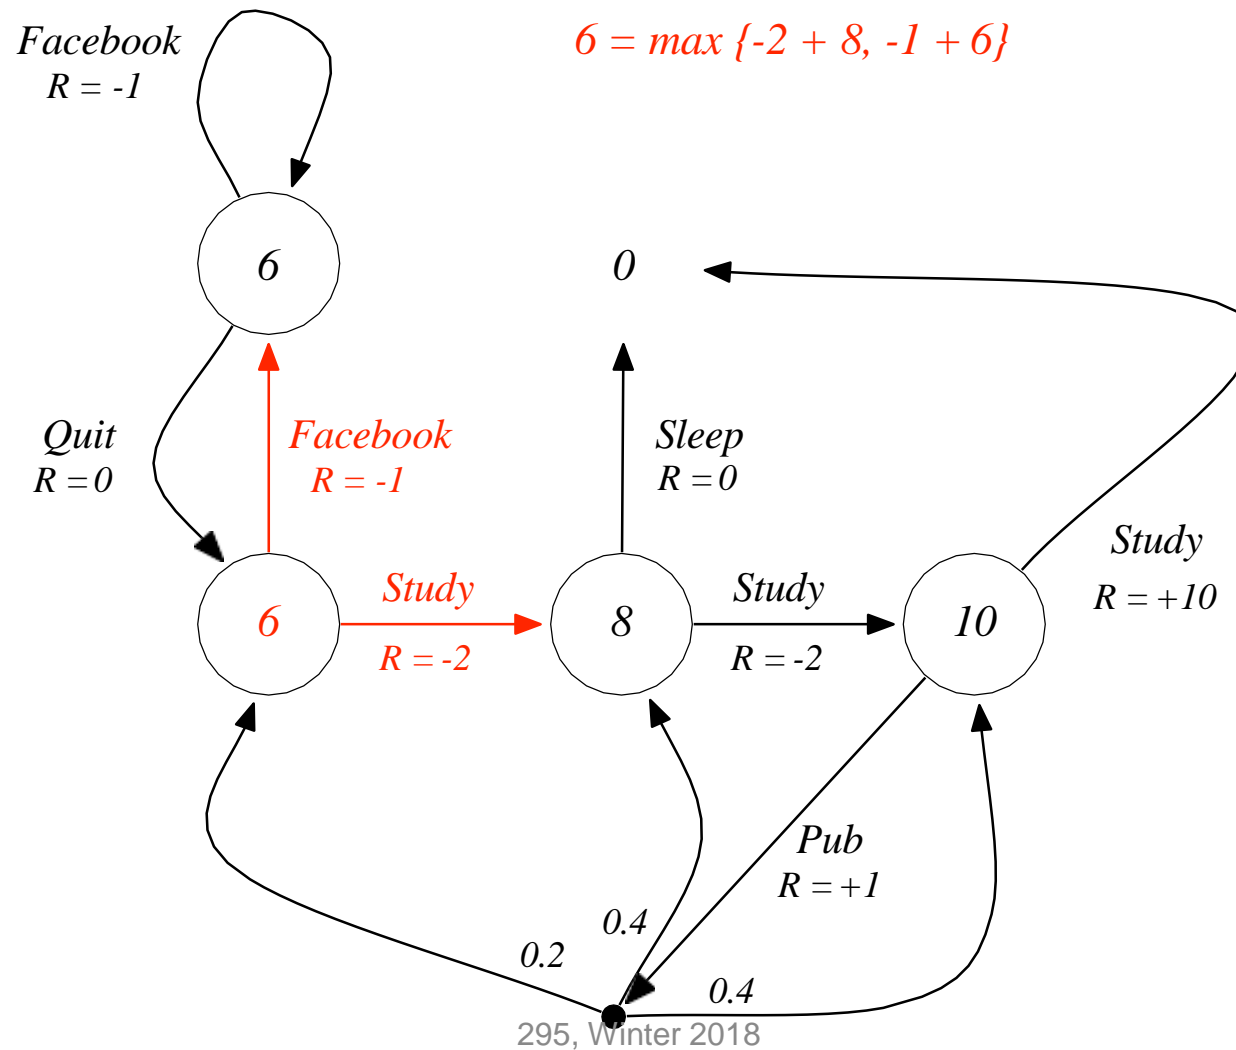 Facebook
R = -1
6 = max {-2 + 8, -1 + 6}
6
0
Quit
R = 0
Facebook
R = -1
Sleep
R = 0
Study
R = +10
6
Study
R = -2
8
Study
R = -2
10
Pub
R = +1
0.4
0.2
0.4
295, Winter 2018